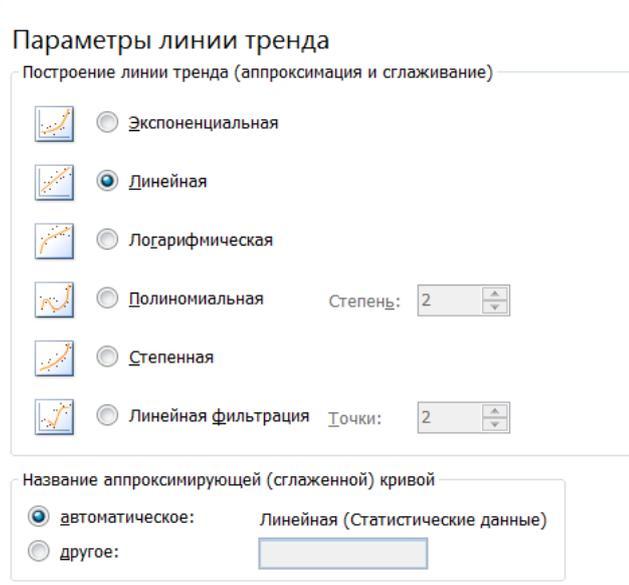 Параметры линии тренда
Построение линии тренда (аппроксимация и сглаживание)
Экспоненциальная
Линейная
Логарифмическая
Полиномиальная Степень: 2
Степенная
Линейная фильтрация Точки: 2
Название аппроксимирующей (сглаженной) кривой
автоматическое: Линейная (Статистические данные)
другое: